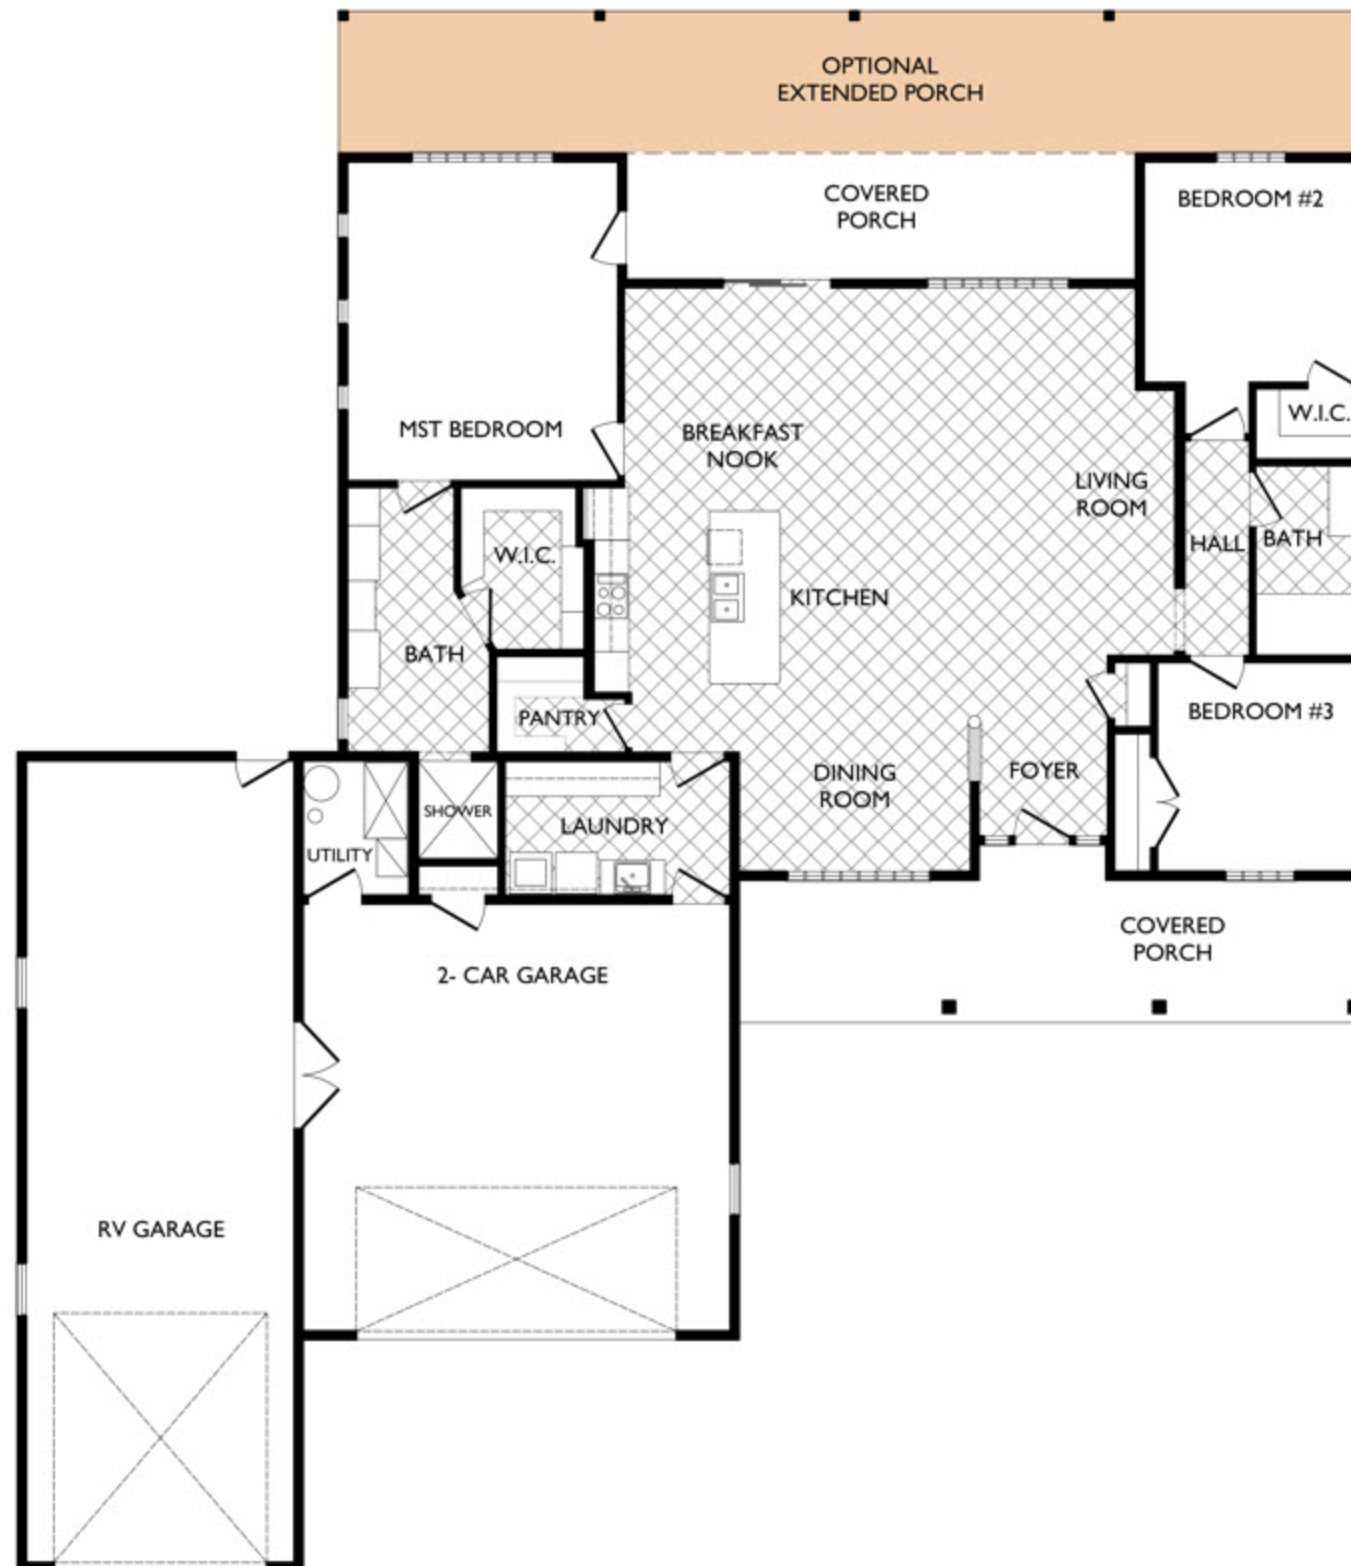 OPTIONAL
EXTENDED PORCH
COVERED
PORCH
BEDROOM #2
MST BEDROOM
BREAKFAST
NOOK
W.I.C.
LIVING
ROOM
W.I.C.
HALL
BATH
KITCHEN
BATH
PANTRY
BEDROOM #3
DINING
ROOM
FOYER
SHOWER
LAUNDRY
UTILITY
COVERED
PORCH
2- CAR GARAGE
RV GARAGE